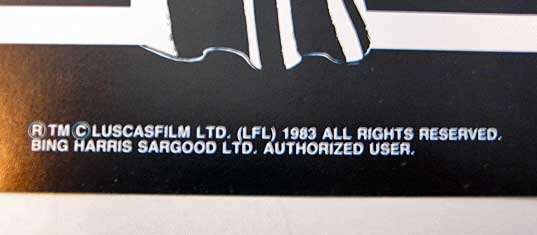 ®TM©LUSCASFILM LTD. (LFL) 1983 ALL RIGHTS RESERVED.
BING HARRIS SARGOOD LTD. AUTHORIZED USER.